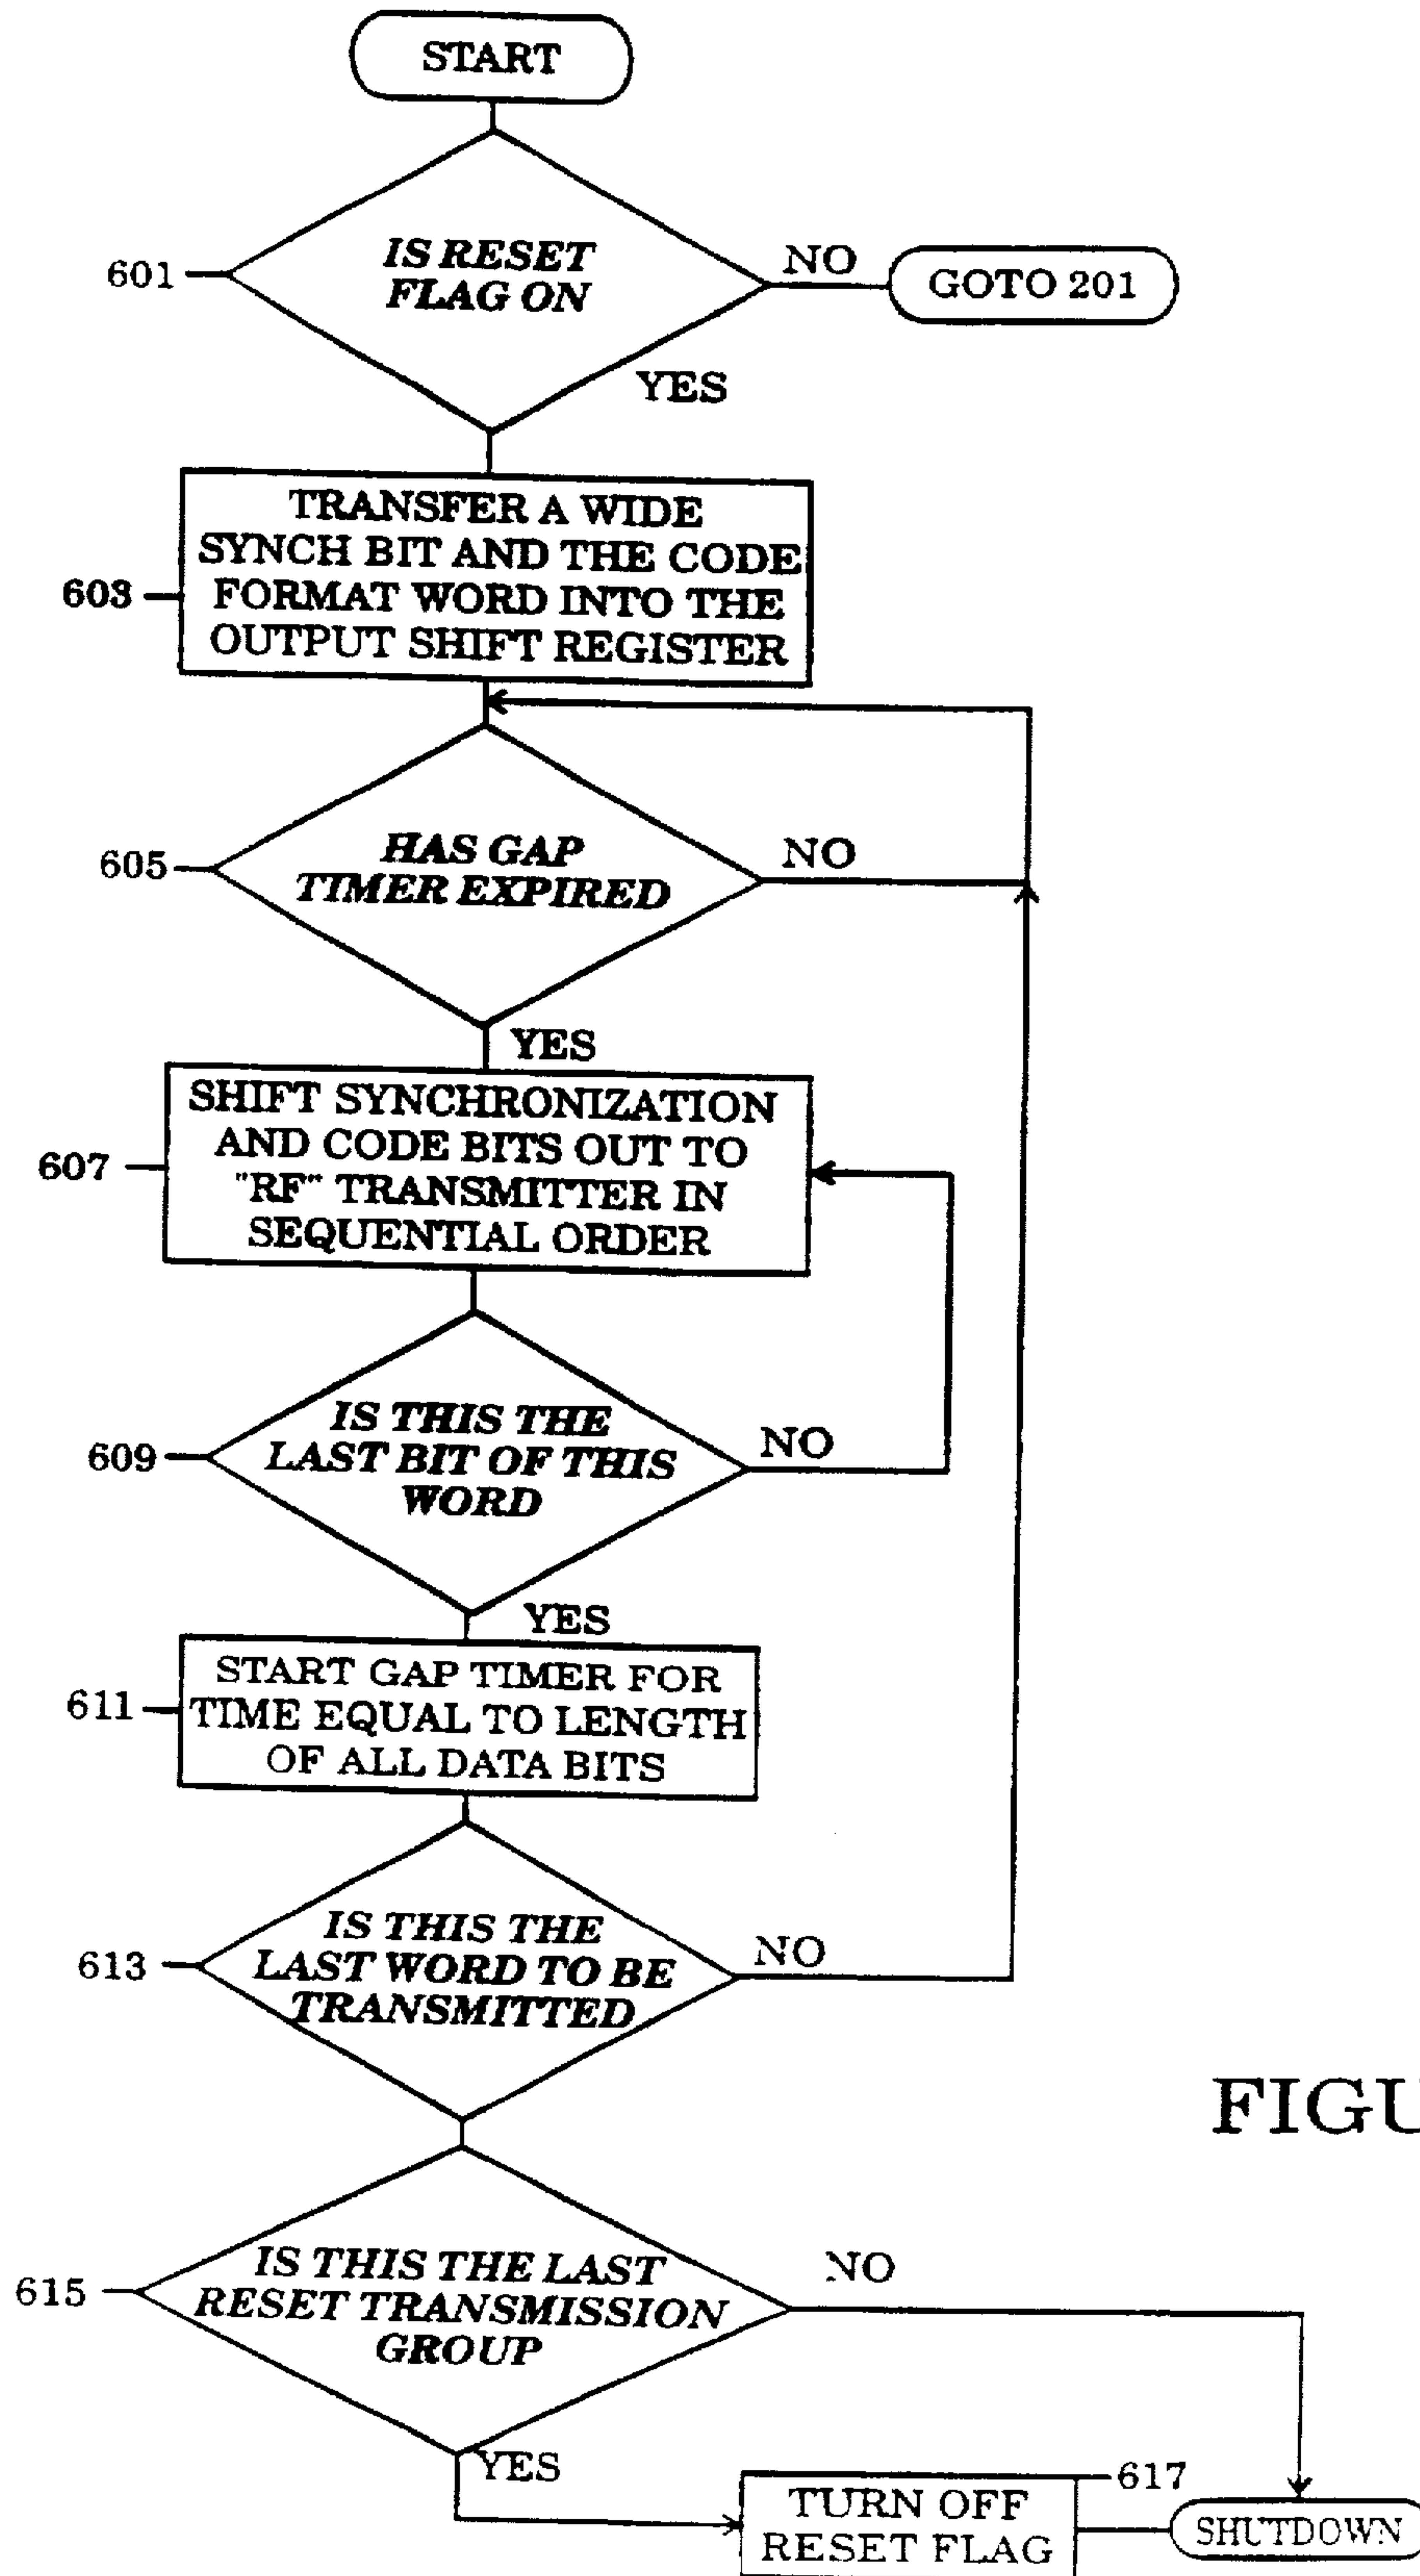 START
601
IS RESET
FLAG ON
NO
GOTO 201
YES
603
TRANSFER A WIDE
SYNCH BIT AND THE CODE
FORMAT WORD INTO THE
OUTPUT SHIFT REGISTER
605
HAS GAP
TIMER EXPIRED
NO
YES
607
SHIFT SYNCHRONIZATION
AND CODE BITS OUT TO
"RF" TRANSMITTER IN
SEQUENTIAL ORDER
609
IS THIS THE
LAST BIT OF THIS
WORD
NO
YES
611
START GAP TIMER FOR
TIME EQUAL TO LENGTH
OF ALL DATA BITS
613
IS THIS THE
LAST WORD TO BE
TRANSMITTED
NO
FIGU
615
IS THIS THE LAST
RESET TRANSMISSION
GROUP
NO
YES
617
TURN OFF
RESET FLAG
SHUTDOWN